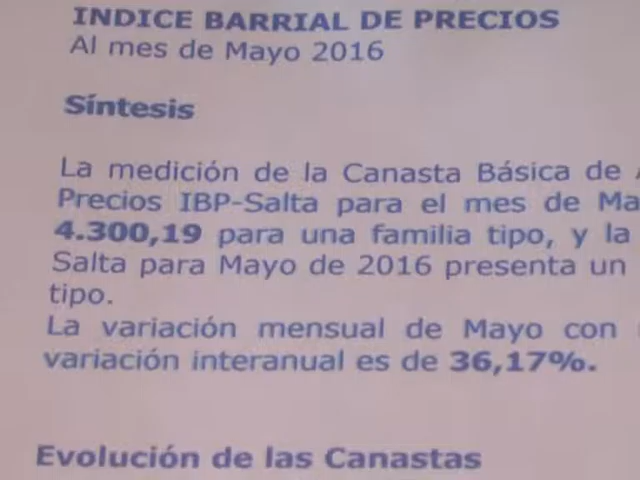 INDICE BARRIAL DE PRECIOS
Al mes de Mayo 2016
Síntesis
La medición de la Canasta Básica de
Precios IBP-Salta para el mes de Ma
4.300,19 para una familia tipo, y la
Salta para Mayo de 2016 presenta un
tipo.
La variación mensual de Mayo con
variación interanual es de 36,17%.
Evolución de las Canastas